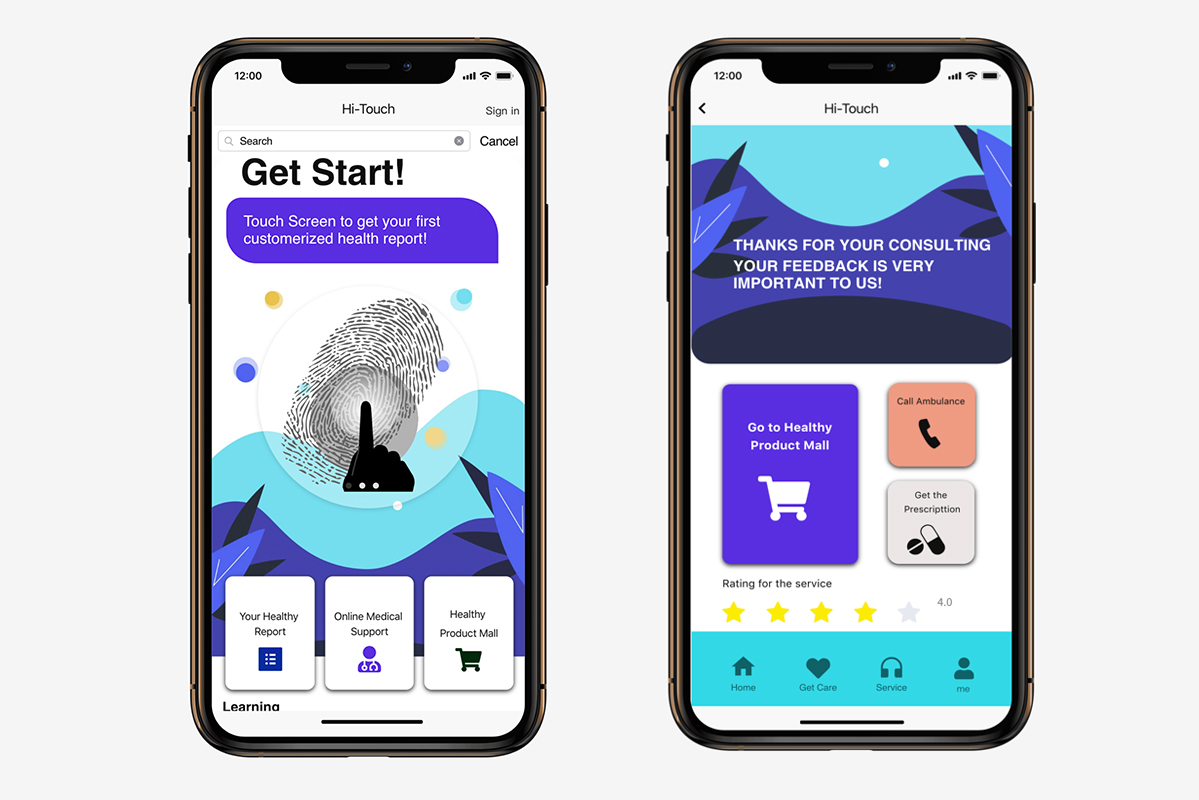 12:00
Hi-Touch
Sign in
Search
Cancel
Get Start!
Touch Screen to get your first
customerized health report!
Your Healthy
Report
Online Medical
Support
Healthy
Product Mall
Learning
12:00
Hi-Touch
THANKS FOR YOUR CONSULTING
YOUR FEEDBACK IS VERY
IMPORTANT TO US!
Go to Healthy
Product Mall
Call Ambulance
Get the
Prescripttion
Rating for the service
4.0
Home
Get Care
Service
me